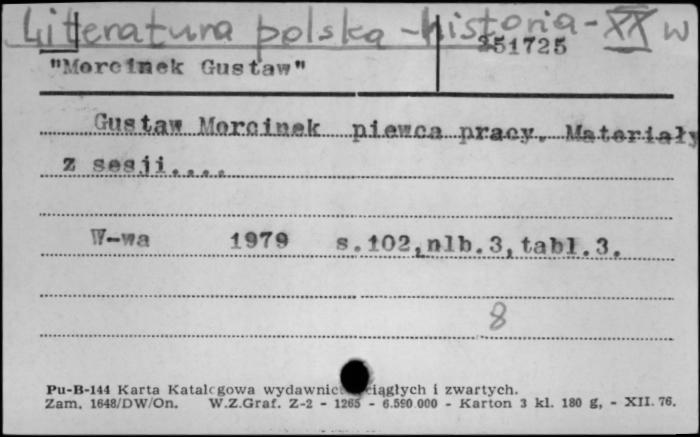 Literatura polska - historia - XX w
251725
"Morcinek Gustaw"
Gustaw Morcinek piewca pracy. Materiały
z sesji....
W-wa 1979 s.102,nlb.3,tabl.3.
8
Pu-B-144 Karta Katalogowa wydawnic ciągłych i zwartych.
Zam. 1648/DW/On. W.Z.Graf. Z-2 - 1265 - 6.590.000 - Karton 3 kl. 180 g, - XII. 76.